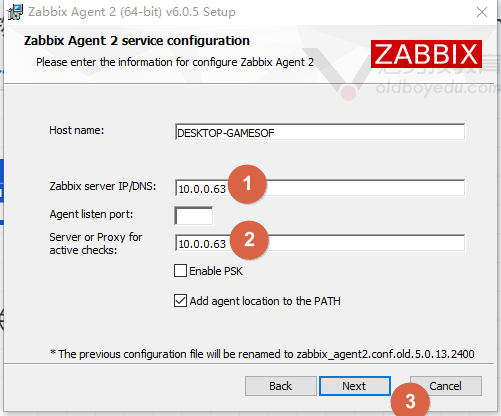 Zabbix Agent 2 (64-bit) v6.0.5 Setup
Zabbix Agent 2 service configuration
Please enter the information for configure Zabbix Agent 2
ZABBIX
oldboyedu.com
Host name:
DESKTOP-GAMESOF
Zabbix server IP/DNS:
10.0.0.63
1
Agent listen port:
Server or Proxy for
active checks:
10.0.0.63
2
Enable PSK
Add agent location to the PATH
* The previous configuration file will be renamed to zabbix_agent2.conf.old.5.0.13.2400
Back
Next
Cancel
3